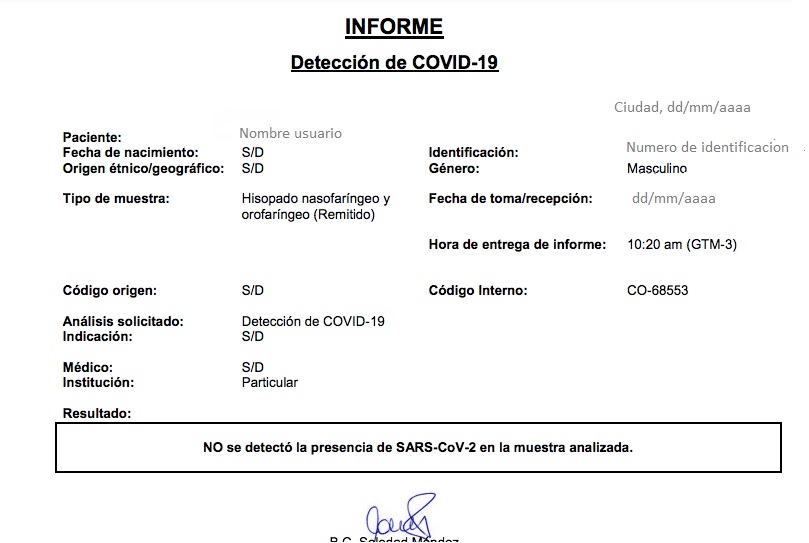 INFORME
Detección de COVID-19
Ciudad, dd/mm/aaaa
Paciente: Nombre usuario
Fecha de nacimiento: S/D Identificación: Numero de identificacion
Origen étnico/geográfico: S/D Género: Masculino
Tipo de muestra: Hisopado nasofaríngeo y Fecha de toma/recepción: dd/mm/aaaa
orofaríngeo (Remitido)
Hora de entrega de informe: 10:20 am (GTM-3)
Código origen: S/D Código Interno: CO-68553
Análisis solicitado: Detección de COVID-19
Indicación: S/D
Médico: S/D
Institución: Particular
Resultado:
NO se detectó la presencia de SARS-CoV-2 en la muestra analizada.
B.C. Soledad Méndez